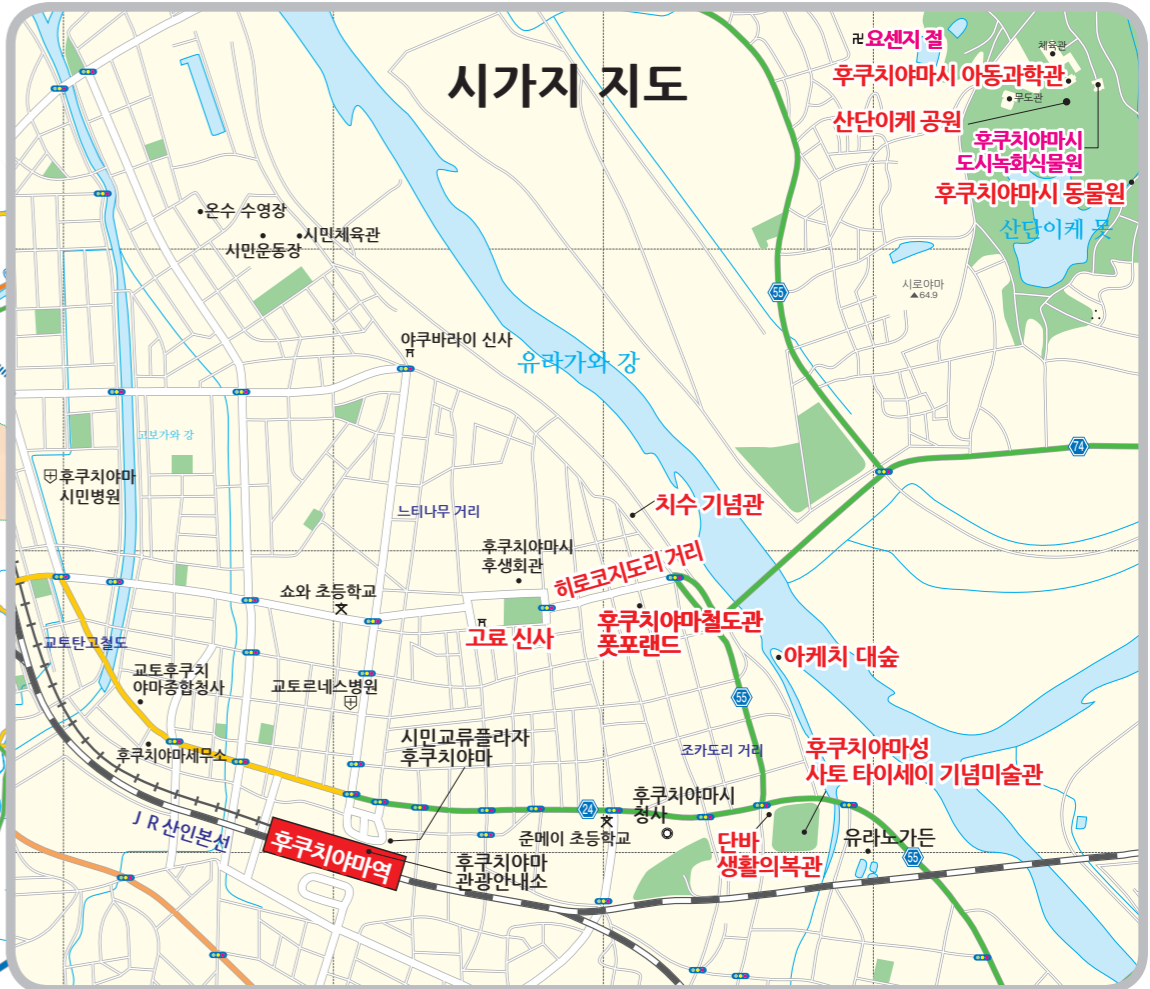 시가지 지도
卍요센지 절
체육관
후쿠치야마시 아동과학관
무도관
산단이케 공원
후쿠치야마시
도시녹화식물원
후쿠치야마시 동물원
산단이케 못
온수 수영장
시민체육관
시민운동장
55
시로야마
▲64.9
야쿠바라이 신사
유라가와 강
고보가와 강
74
후쿠치야마
시민병원
느티나무 거리
치수 기념관
후쿠치야마시
후생회관
히로코지도리 거리
쇼와 초등학교
고료 신사
후쿠치야마철도관
폿포랜드
교토탄고철도
아케치 대숲
교토후쿠치
야마종합청사
교토르네스병원
55
시민교류플라자
후쿠치야마
조카도리 거리
후쿠치야마성
사토 타이세이 기념미술관
후쿠치야마세무소
후쿠치야마시
청사
24
JR산인본선
준메이 초등학교
단바
생활의복관
유라노가든
55
후쿠치야마역
후쿠치야마
관광안내소